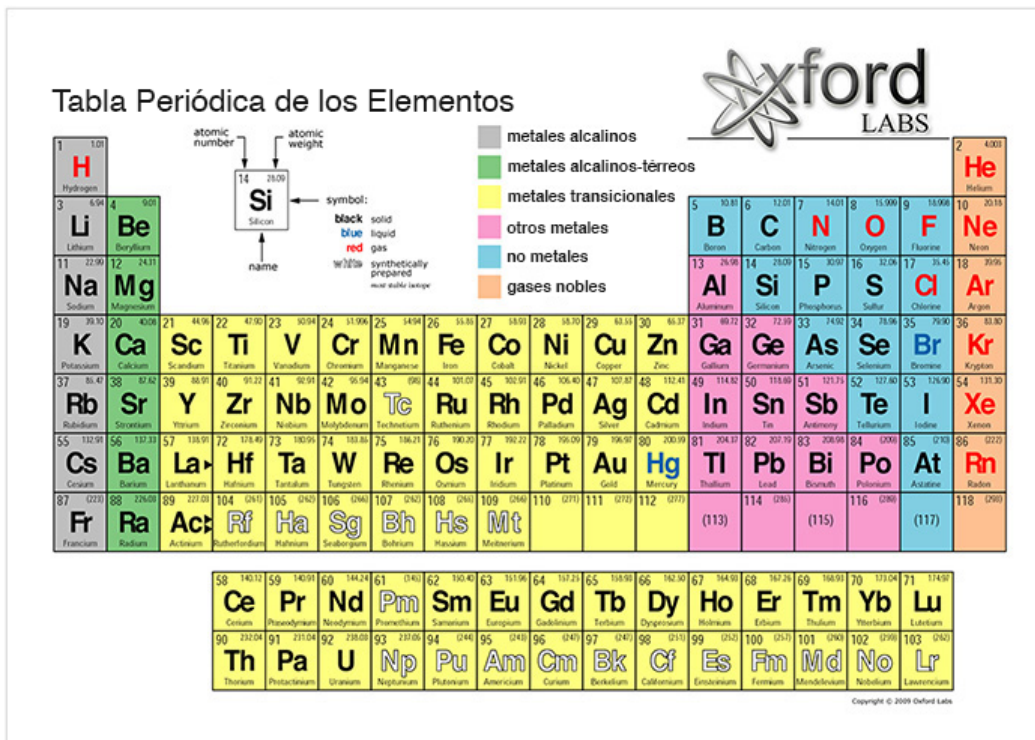 Oxford
LABS
Tabla Periódica de los Elementos
atomic number
atomic weight
14 28.09
Si
Silicon
name
symbol:
black solid
blue liquid
red gas
white synthetically prepared
most stable isotope
metales alcalinos
metales alcalinos-térreos
metales transicionales
otros metales
no metales
gases nobles
1 1.01 2 4.003
H He
Hydrogen Helium
3 6.94 4 9.01 5 10.81 6 12.01 7 14.01 8 15.999 9 18.998 10 20.18
Li Be B C N O F Ne
Lithium Beryllium Boron Carbon Nitrogen Oxygen Fluorine Neon
11 22.99 12 24.31 13 26.98 14 28.09 15 30.97 16 32.06 17 35.45 18 39.95
Na Mg Al Si P S Cl Ar
Sodium Magnesium Aluminum Silicon Phosphorus Sulfur Chlorine Argon
19 39.10 20 40.08 21 44.96 22 47.90 23 50.94 24 51.996 25 54.94 26 55.85 27 58.93 28 58.70 29 63.55 30 65.37 31 69.72 32 72.59 33 74.92 34 78.96 35 79.90 36 83.80
K Ca Sc Ti V Cr Mn Fe Co Ni Cu Zn Ga Ge As Se Br Kr
Potassium Calcium Scandium Titanium Vanadium Chromium Manganese Iron Cobalt Nickel Copper Zinc Gallium Germanium Arsenic Selenium Bromine Krypton
37 85.47 38 87.62 39 88.91 40 91.22 41 92.91 42 95.94 43 (98) 44 101.07 45 102.91 46 106.40 47 107.87 48 112.41 49 114.82 50 118.69 51 121.75 52 127.60 53 126.90 54 131.30
Rb Sr Y Zr Nb Mo Tc Ru Rh Pd Ag Cd In Sn Sb Te I Xe
Rubidium Strontium Yttrium Zirconium Niobium Molybdenum Technetium Ruthenium Rhodium Palladium Silver Cadmium Indium Tin Antimony Tellurium Iodine Xenon
55 132.91 56 137.33 57 138.91 72 178.49 73 180.95 74 183.85 75 186.21 76 190.20 77 192.22 78 195.09 79 196.97 80 200.59 81 204.37 82 207.19 83 208.98 84 (209) 85 (210) 86 (222)
Cs Ba La Hf Ta W Re Os Ir Pt Au Hg Tl Pb Bi Po At Rn
Cesium Barium Lanthanum Hafnium Tantalum Tungsten Rhenium Osmium Iridium Platinum Gold Mercury Thallium Lead Bismuth Polonium Astatine Radon
87 (223) 88 226.03 89 227.03 104 (261) 105 (262) 106 (266) 107 (262) 108 (265) 109 (266) 110 (271) 111 (272) 112 (277) (113) 114 (285) (115) 116 (289) (117) 118 (293)
Fr Ra Ac Rf Ha Sg Bh Hs Mt
Francium Radium Actinium Rutherfordium Hahnium Seaborgium Bohrium Hassium Meitnerium
58 140.12 59 140.91 60 144.24 61 (145) 62 150.40 63 151.96 64 157.25 65 158.93 66 162.50 67 164.93 68 167.26 69 168.93 70 173.04 71 174.97
Ce Pr Nd Pm Sm Eu Gd Tb Dy Ho Er Tm Yb Lu
Cerium Praseodymium Neodymium Promethium Samarium Europium Gadolinium Terbium Dysprosium Holmium Erbium Thulium Ytterbium Lutetium
90 232.04 91 231.04 92 238.03 93 237.05 94 (244) 95 (243) 96 (247) 97 (247) 98 (251) 99 (252) 100 (257) 101 (260) 102 (259) 103 (262)
Th Pa U Np Pu Am Cm Bk Cf Es Fm Md No Lr
Thorium Protactinium Uranium Neptunium Plutonium Americium Curium Berkelium Californium Einsteinium Fermium Mendelevium Nobelium Lawrencium
Copyright © 2009 Oxford Labs